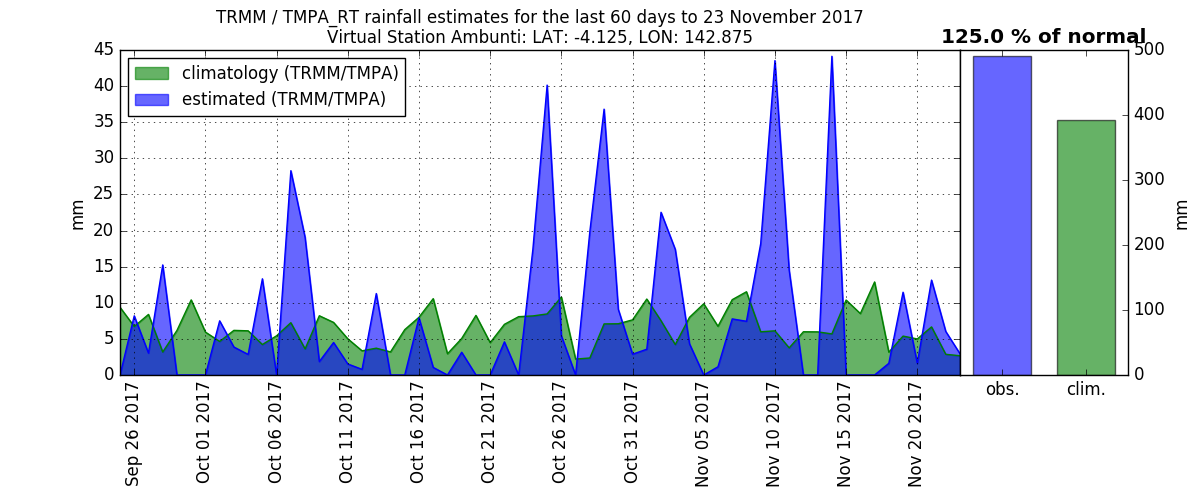 TRMM / TMPA_RT rainfall estimates for the last 60 days to 23 November 2017
Virtual Station Ambunti: LAT: -4.125, LON: 142.875
125.0 % of normal
climatology (TRMM/TMPA)
estimated (TRMM/TMPA)
mm
45
40
35
30
25
20
15
10
5
0
Sep 26 2017
Oct 01 2017
Oct 06 2017
Oct 11 2017
Oct 16 2017
Oct 21 2017
Oct 26 2017
Oct 31 2017
Nov 05 2017
Nov 10 2017
Nov 15 2017
Nov 20 2017
500
400
300
200
100
0
mm
obs.
clim.